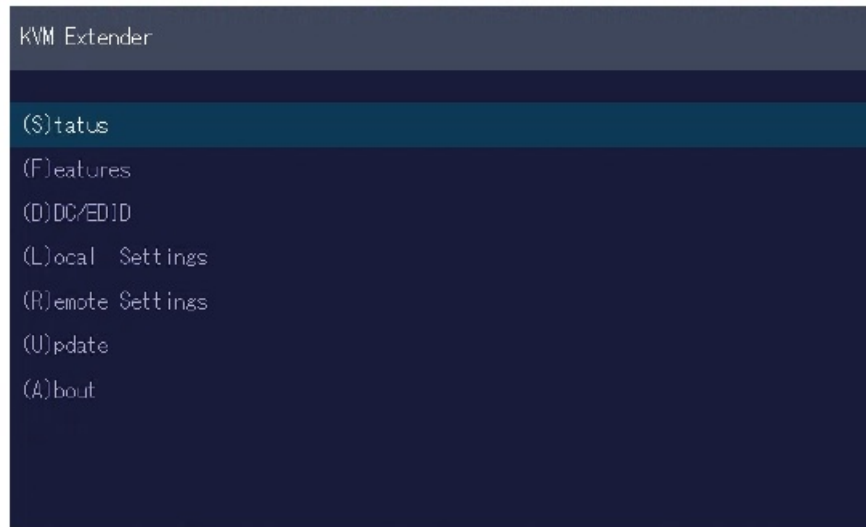 KVM Extender
(S)tatus
(F)eatures
(D)DC/EDID
(L)ocal Settings
(R)emote Settings
(U)pdate
(A)bout